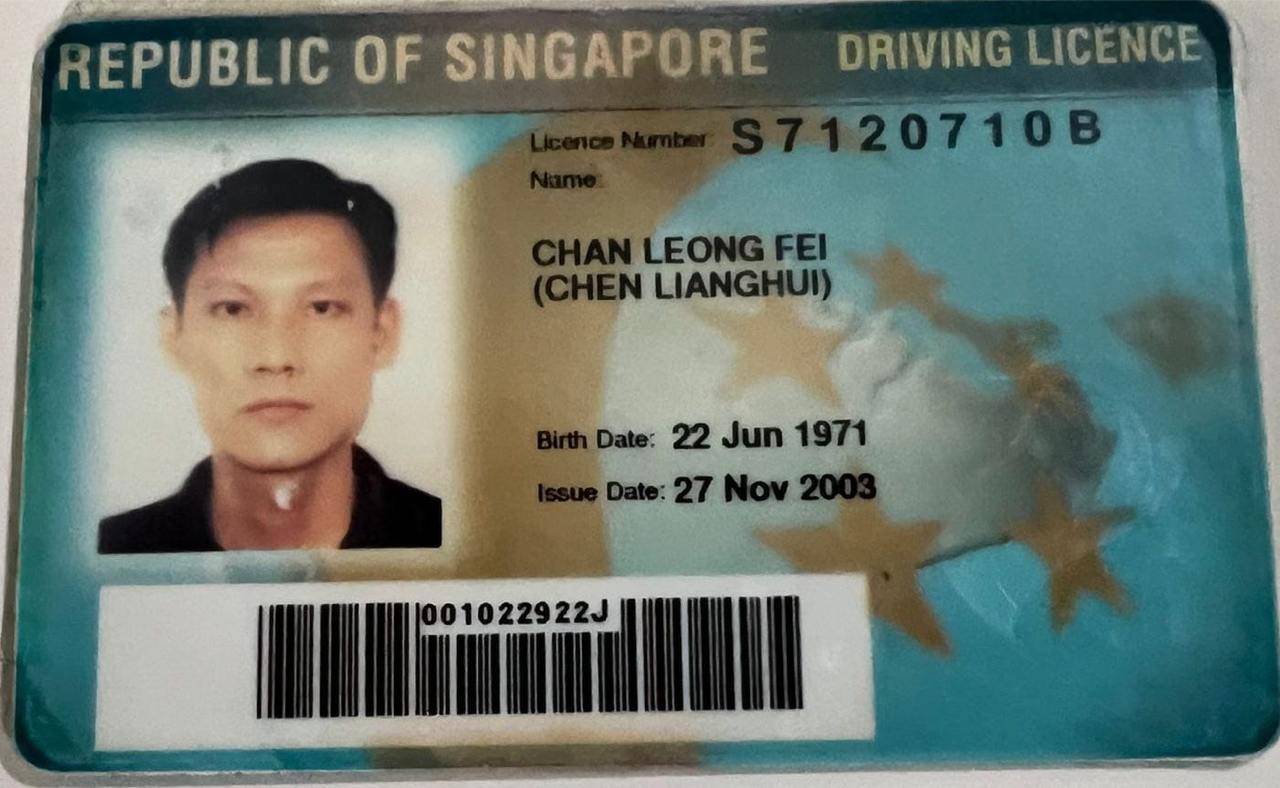 REPUBLIC OF SINGAPORE DRIVING LICENCE
Licence Number: S7120710B
Name:
CHAN LEONG FEI
(CHEN LIANGHUI)
Birth Date: 22 Jun 1971
Issue Date: 27 Nov 2003
001022922J